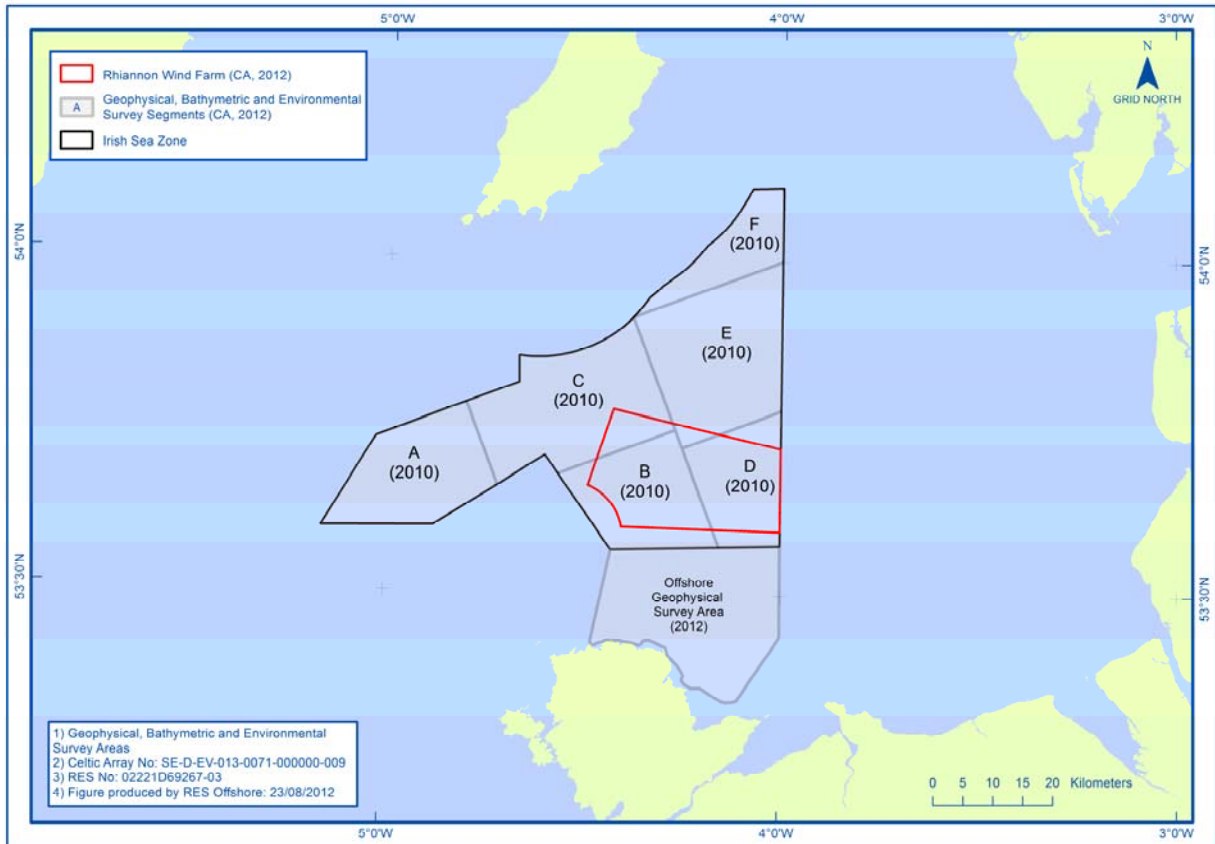 5°0'W
4°0'W
3°0'W
Rhiannon Wind Farm (CA, 2012)
A
Geophysical, Bathymetric and Environmental
Survey Segments (CA, 2012)
Irish Sea Zone
N
GRID NORTH
54°0'N
54°0'N
F
(2010)
E
(2010)
C
(2010)
A
(2010)
B
(2010)
D
(2010)
53°30'N
53°30'N
Offshore
Geophysical
Survey Area
(2012)
1) Geophysical, Bathymetric and Environmental
Survey Areas
2) Celtic Array No: SE-D-EV-013-0071-000000-009
3) RES No: 02221D69267-03
4) Figure produced by RES Offshore: 23/08/2012
0 5 10 15 20 Kilometers
5°0'W
4°0'W
3°0'W